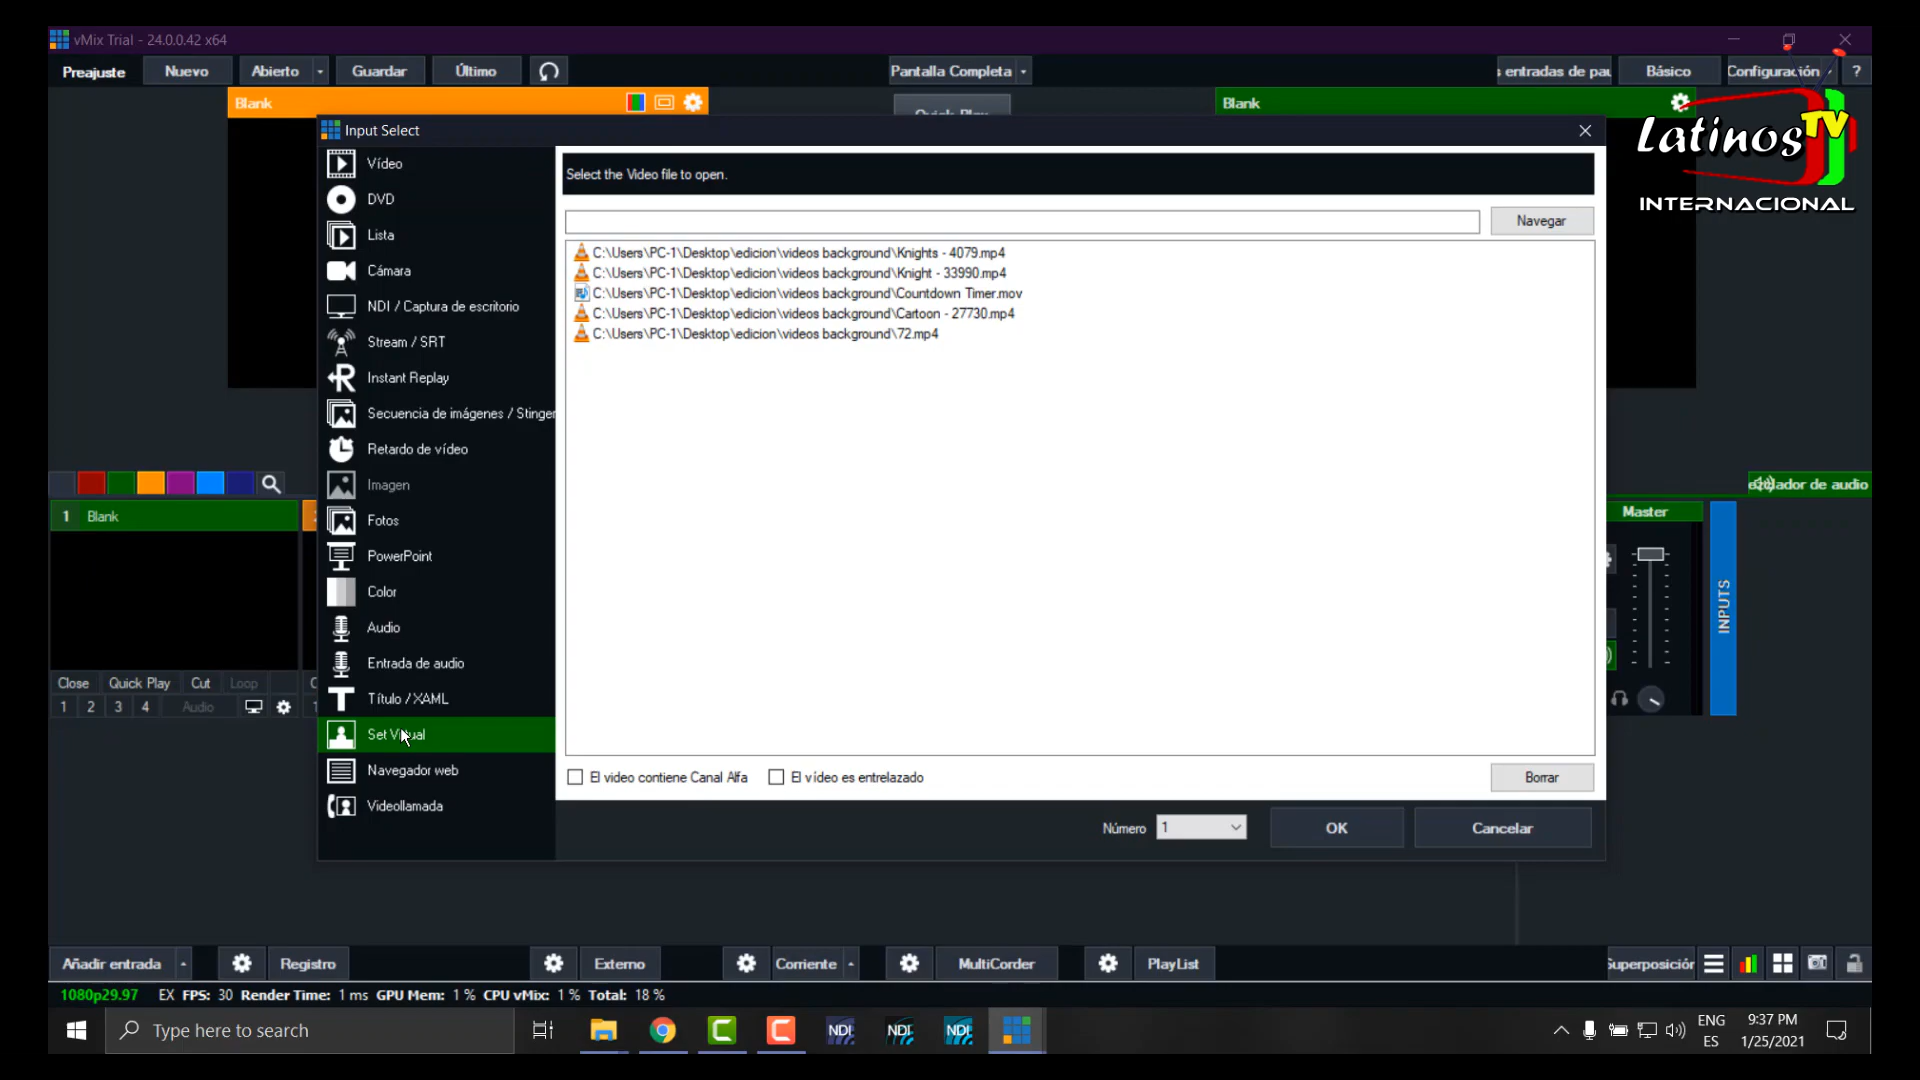 vMix Trial - 24.0.0.42 x64
Preajuste Nuevo Abierto Guardar Último Pantalla Completa entradas de pau Básico Configuración ?
Blank
Blank
Latinos TV
INTERNACIONAL
Input Select
Vídeo
DVD
Lista
Cámara
NDI / Captura de escritorio
Stream / SRT
Instant Replay
Secuencia de imágenes / Stinger
Retardo de vídeo
Imagen
Fotos
PowerPoint
Color
Audio
Entrada de audio
Título / XAML
Set Virtual
Navegador web
Videollamada
Select the Video file to open.
Navegar
C:\Users\PC-1\Desktop\edicion\videos background\Knights - 4079.mp4
C:\Users\PC-1\Desktop\edicion\videos background\Knight - 33990.mp4
C:\Users\PC-1\Desktop\edicion\videos background\Countdown Timer.mov
C:\Users\PC-1\Desktop\edicion\videos background\Cartoon - 27730.mp4
C:\Users\PC-1\Desktop\edicion\videos background\72.mp4
El video contiene Canal Alfa El vídeo es entrelazado Borrar
Número 1 OK Cancelar
1 Blank
Close Quick Play Cut Loop
1 2 3 4 Audio
ador de audio
Master
INPUTS
Añadir entrada Registro Externo Corriente MultiCorder PlayList Superposición
1080p29.97 EX FPS: 30 Render Time: 1 ms GPU Mem: 1 % CPU vMix: 1 % Total: 18 %
Type here to search
NDI NDI NDI
ENG
ES
9:37 PM
1/25/2021